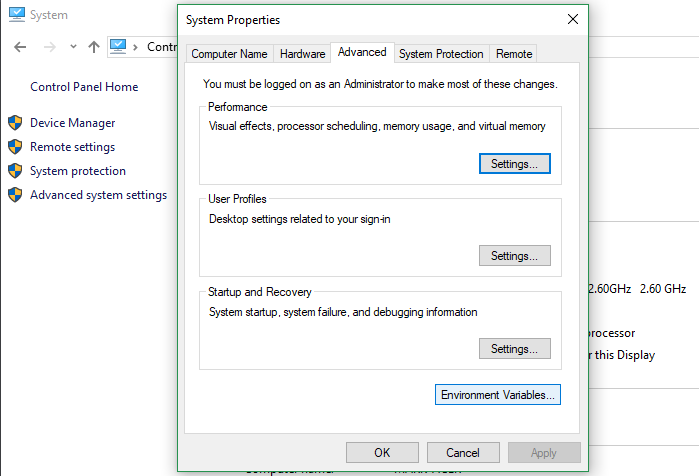 System
System Properties
Contr
Computer Name Hardware Advanced System Protection Remote
Control Panel Home
You must be logged on as an Administrator to make most of these changes.
Performance
Device Manager
Visual effects, processor scheduling, memory usage, and virtual memory
Remote settings
Settings...
System protection
Advanced system settings
User Profiles
Desktop settings related to your sign-in
Settings...
Startup and Recovery
2.60GHz 2.60 GHz
System startup, system failure, and debugging information
processor
Settings...
r this Display
Environment Variables...
OK Cancel Apply